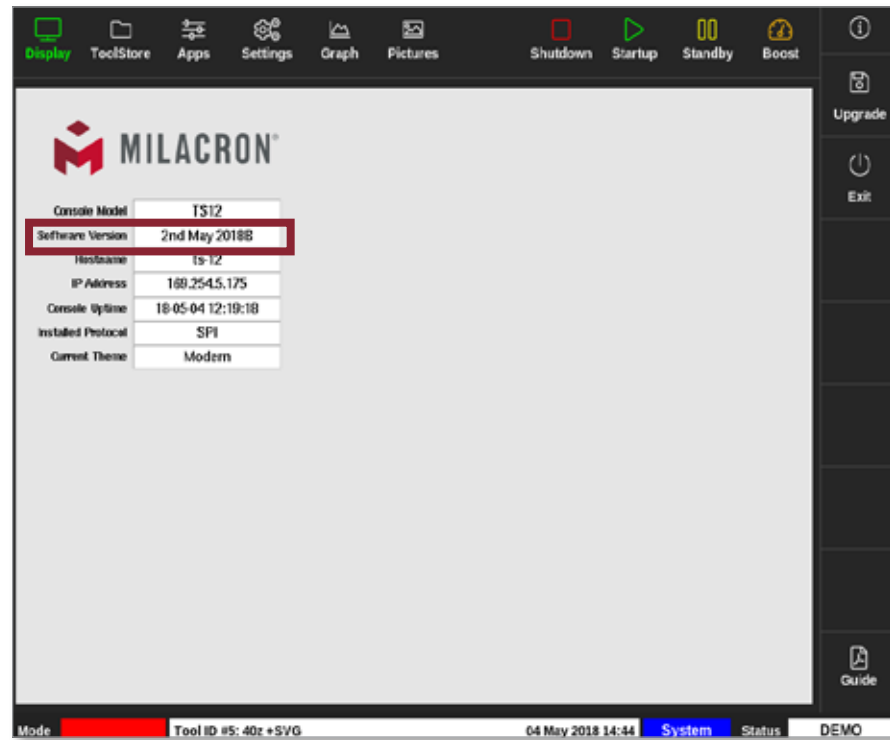 Display ToolStore Apps Settings Graph Pictures Shutdown Startup Standby Boost
Upgrade
Exit
MILACRON®
Console Model TS12
Software Version 2nd May 2018B
Hostname ts-12
IP Address 169.254.5.175
Console Uptime 18-05-04 12:19:18
Installed Protocol SPI
Current Theme Modern
Guide
Mode Tool ID #5: 40z +SVG 04 May 2018 14:44 System Status DEMO